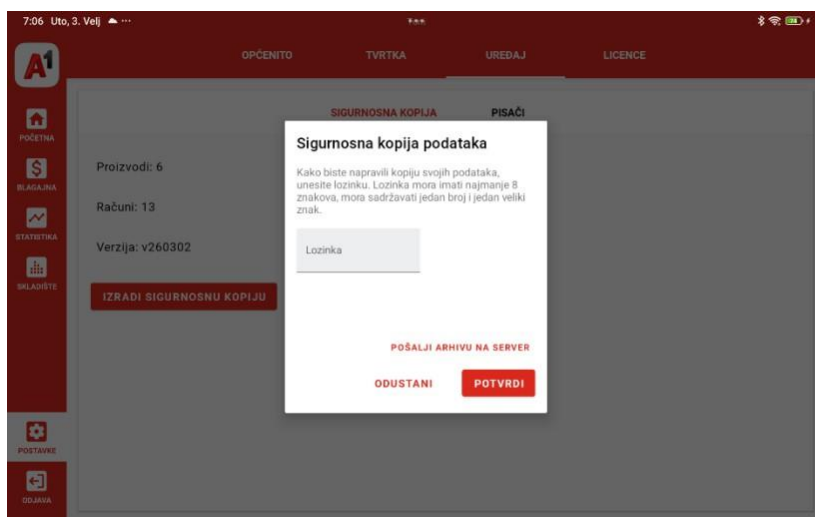 7:06 Uto, 3. Velj
A1
OPĆENITO
TVRTKA
UREĐAJ
LICENCE
SIGURNOSNA KOPIJA
PISAČI
POČETNA
BLAGAJNA
STATISTIKA
SKLADIŠTE
POSTAVKE
ODJAVA
Proizvodi: 6
Računi: 13
Verzija: v260302
IZRADI SIGURNOSNU KOPIJU
Sigurnosna kopija podataka
Kako biste napravili kopiju svojih podataka,
unesite lozinku. Lozinka mora imati najmanje 8
znakova, mora sadržavati jedan broj i jedan veliki
znak.
Lozinka
POŠALJI ARHIVU NA SERVER
ODUSTANI
POTVRDI